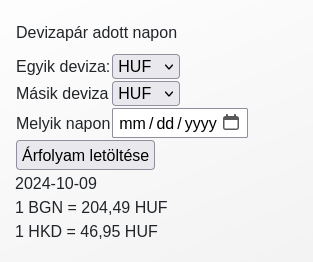 Devizapár adott napon
Egyik deviza: HUF
Másik deviza HUF
Melyik napon mm/dd/yyyy
Árfolyam letöltése
2024-10-09
1 BGN = 204,49 HUF
1 HKD = 46,95 HUF